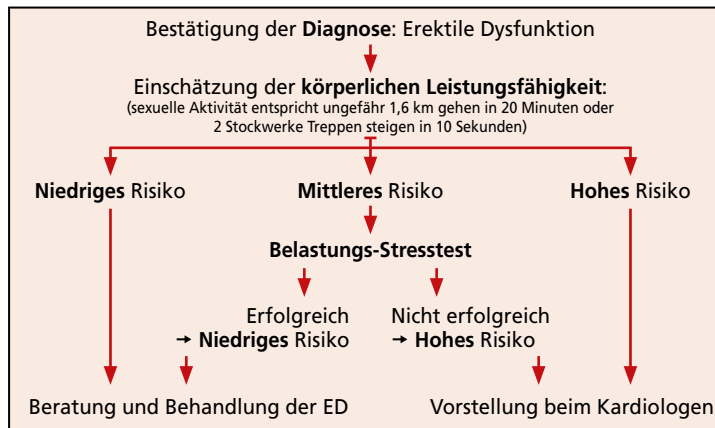 Bestätigung der Diagnose: Erektile Dysfunktion
Einschätzung der körperlichen Leistungsfähigkeit:
(sexuelle Aktivität entspricht ungefähr 1,6 km gehen in 20 Minuten oder
2 Stockwerke Treppen steigen in 10 Sekunden)
Niedriges Risiko
Mittleres Risiko
Hohes Risiko
Belastungs-Stresstest
Erfolgreich
→ Niedriges Risiko
Nicht erfolgreich
→ Hohes Risiko
Beratung und Behandlung der ED
Vorstellung beim Kardiologen